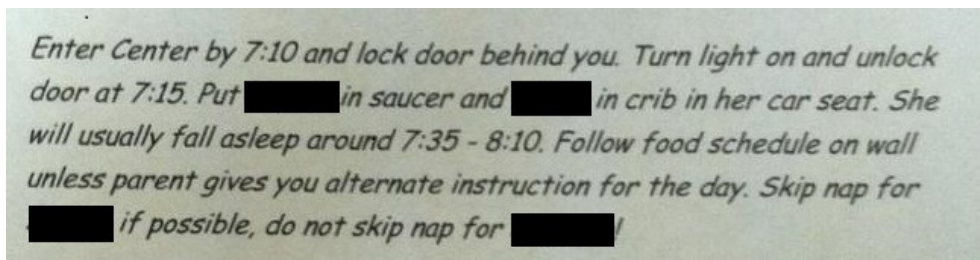 Enter Center by 7:10 and lock door behind you. Turn light on and unlock
door at 7:15. Put in saucer and in crib in her car seat. She
will usually fall asleep around 7:35 - 8:10. Follow food schedule on wall
unless parent gives you alternate instruction for the day. Skip nap for
if possible, do not skip nap for !